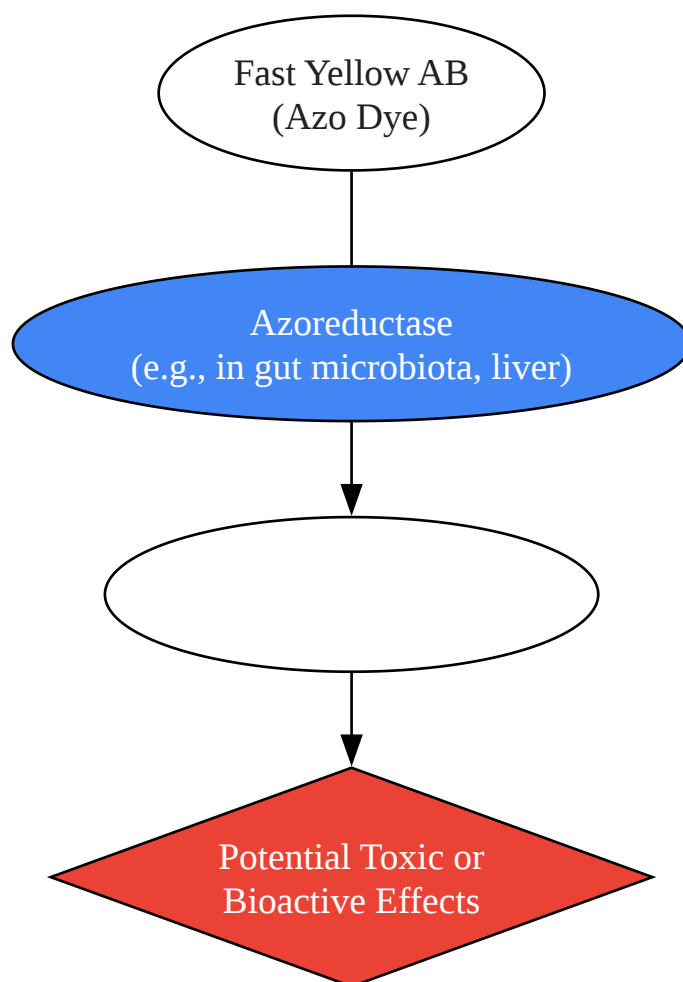 Fast Yellow AB
(Azo Dye)
Azoreductase
(e.g., in gut microbiota, liver)
Potential Toxic or
Bioactive Effects